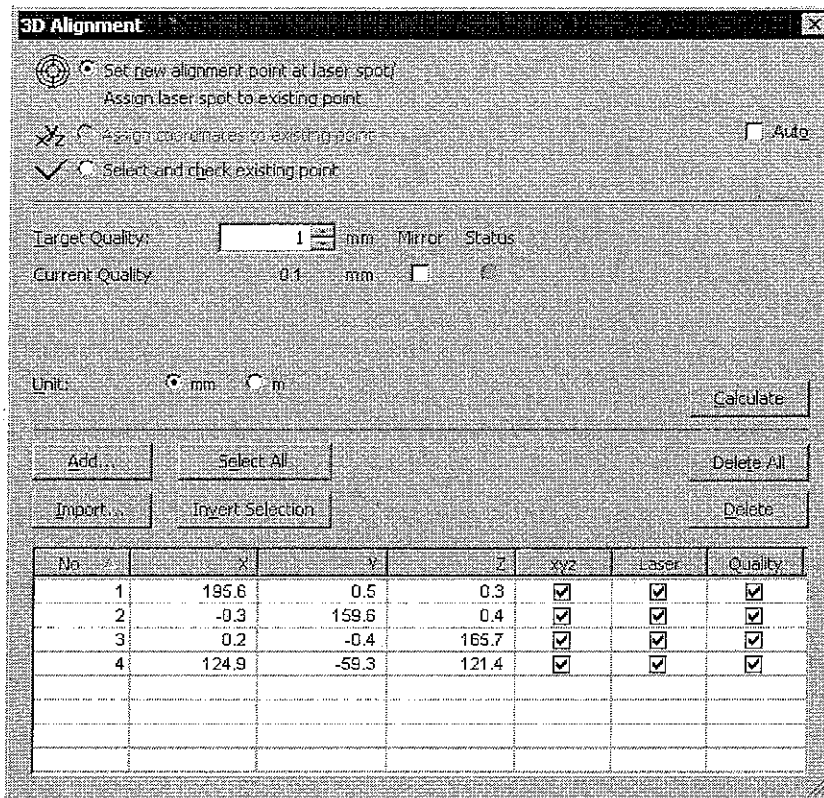 3D Alignment
Set new alignment point at laser spot/
Assign laser spot to existing point
xyz Assign coordinates to existing point Auto
Select and check existing point
Target Quality: 1 mm Mirror Status
Current Quality 0.1 mm
Unit: mm m
Calculate
Add... Select All Delete All
Import... Invert Selection Delete
No X Y Z xyz Laser Quality
1 195.6 0.5 0.3
2 -0.3 159.6 0.4
3 0.2 -0.4 165.7
4 124.9 -59.3 121.4